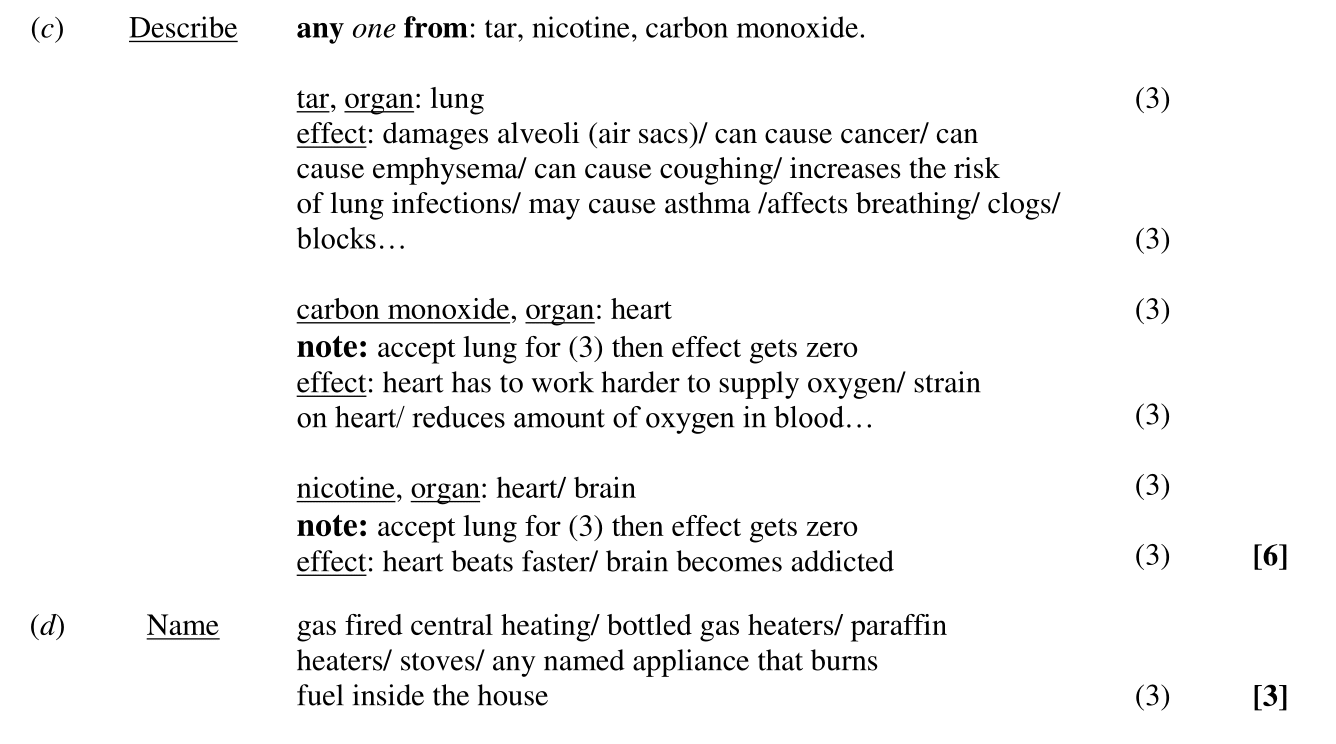 (c) Describe any one from: tar, nicotine, carbon monoxide.
tar, organ: lung (3)
effect: damages alveoli (air sacs)/ can cause cancer/ can
cause emphysema/ can cause coughing/ increases the risk
of lung infections/ may cause asthma /affects breathing/ clogs/
blocks… (3)
carbon monoxide, organ: heart (3)
note: accept lung for (3) then effect gets zero
effect: heart has to work harder to supply oxygen/ strain
on heart/ reduces amount of oxygen in blood… (3)
nicotine, organ: heart/ brain (3)
note: accept lung for (3) then effect gets zero
effect: heart beats faster/ brain becomes addicted (3) [6]
(d) Name gas fired central heating/ bottled gas heaters/ paraffin
heaters/ stoves/ any named appliance that burns
fuel inside the house (3) [3]